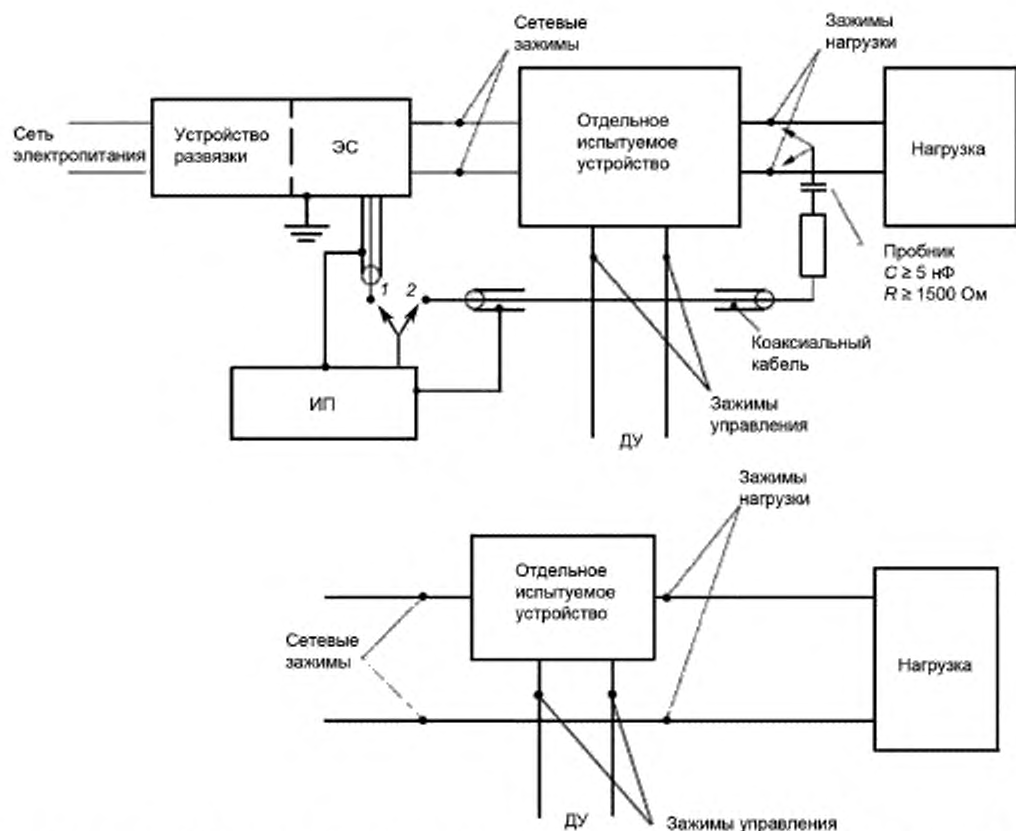 Сетевые
зажимы
Зажимы
нагрузки
Сеть
электропитания
Устройство
развязки
ЭС
Отдельное
испытуемое
устройство
Нагрузка
Пробник
C ≥ 5 нФ
R ≥ 1500 Ом
1 2
Коаксиальный
кабель
ИП
Зажимы
управления
ДУ
Зажимы
нагрузки
Отдельное
испытуемое
устройство
Сетевые
зажимы
Нагрузка
ДУ
Зажимы управления